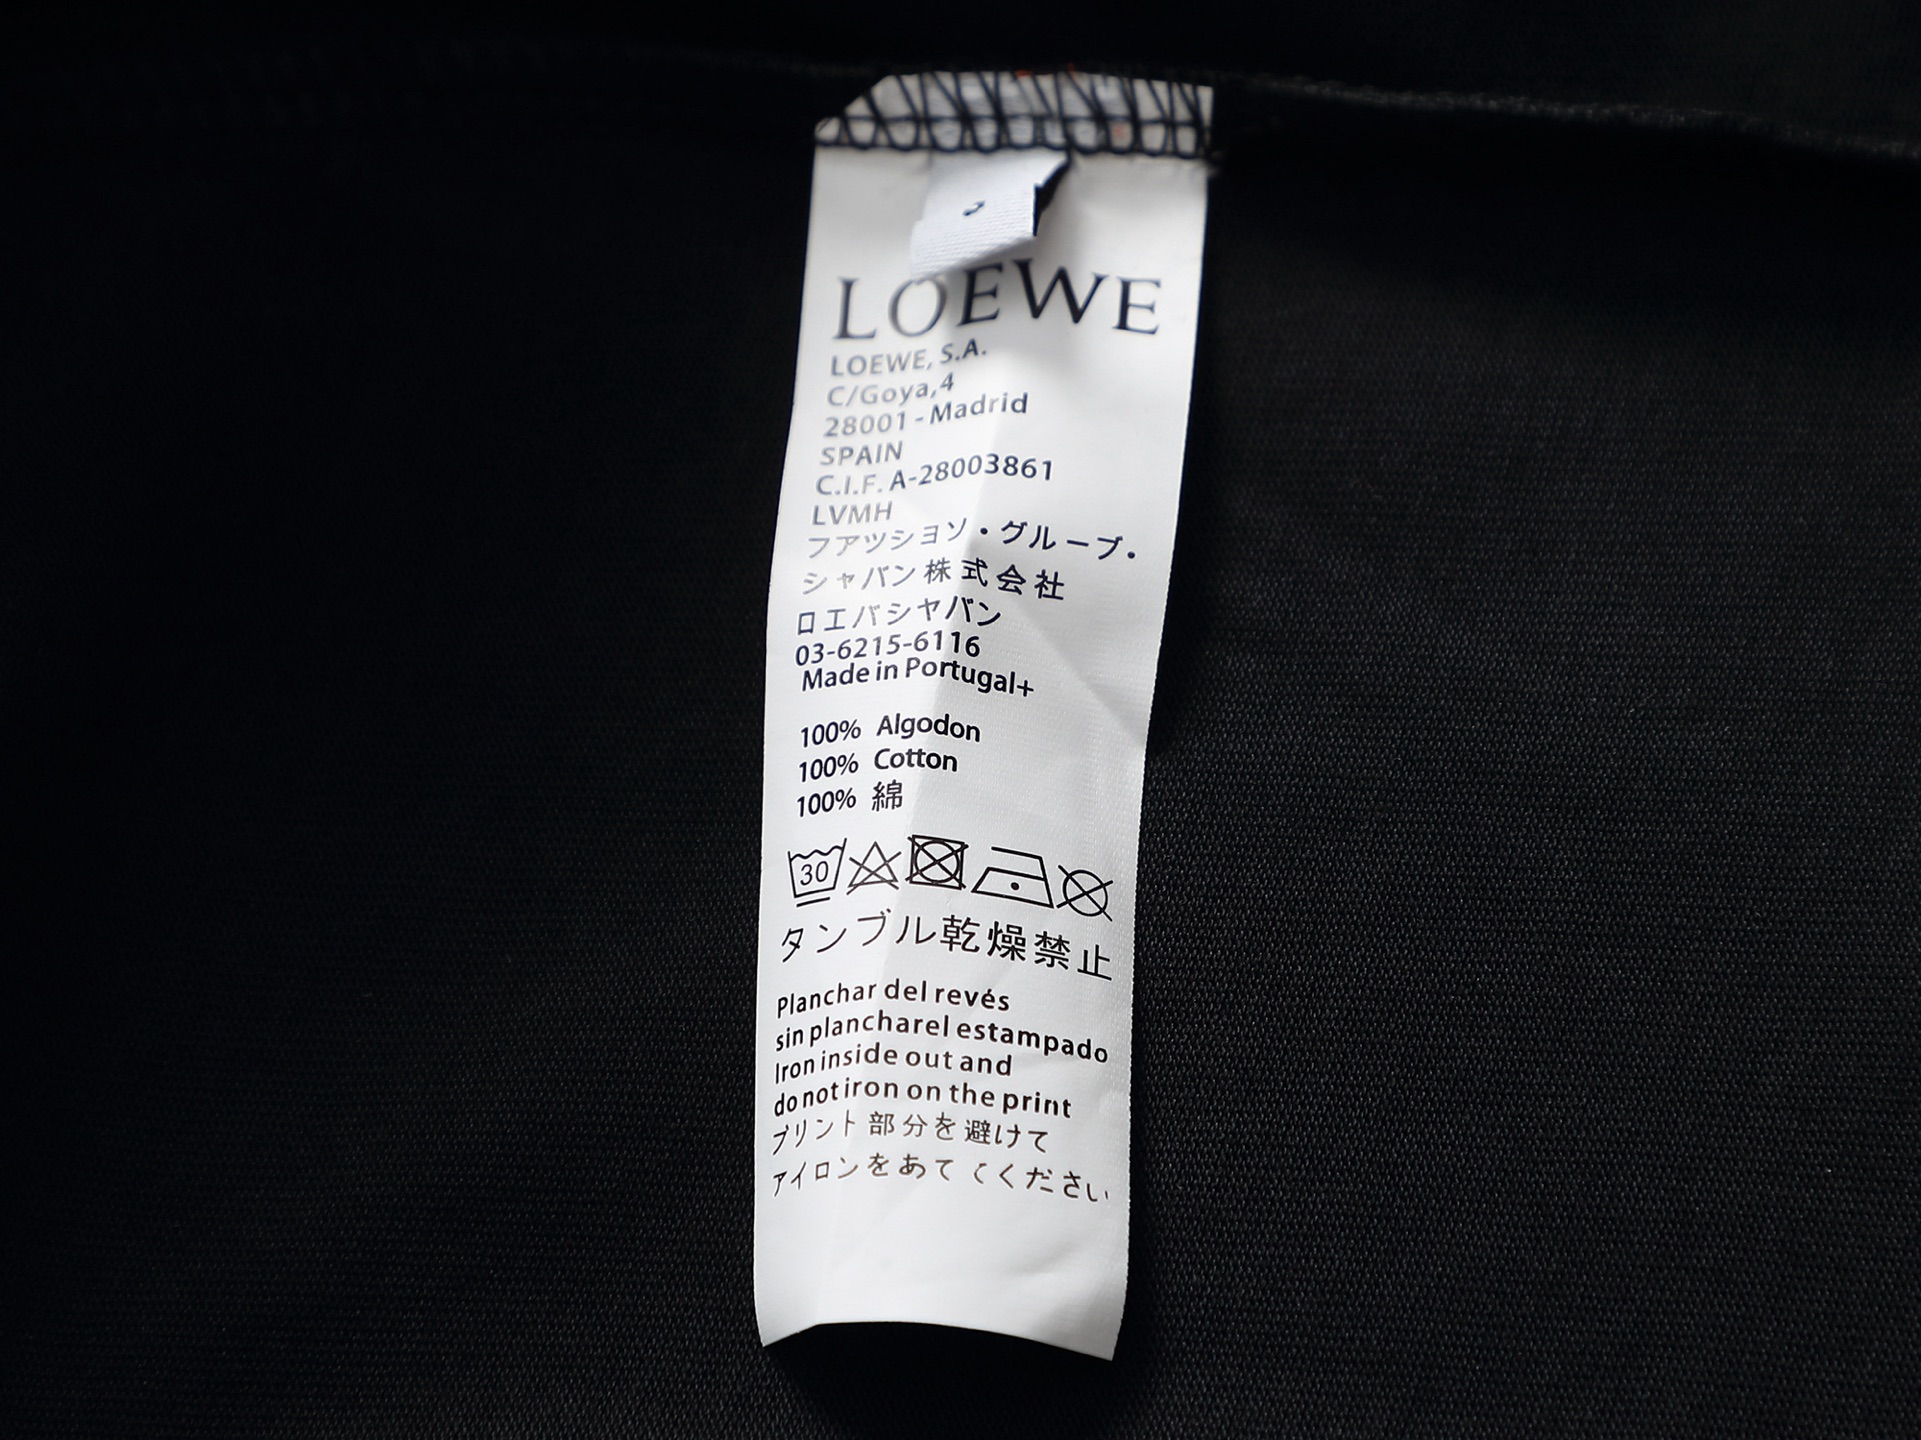 LOEWE
LOEWE, S.A.
C/Goya,4
28001 - Madrid
SPAIN
C.I.F. A-28003861
LVMH
フアツシヨソ・グループ・
シャバン株式会社
ロエバシヤバン
03-6215-6116
Made in Portugal+
100% Algodon
100% Cotton
100% 綿
30
タンブル乾燥禁止
Planchar del revés
sin plancharel estampado
Iron inside out and
do not iron on the print
プリント部分を避けて
アイロンをあててください